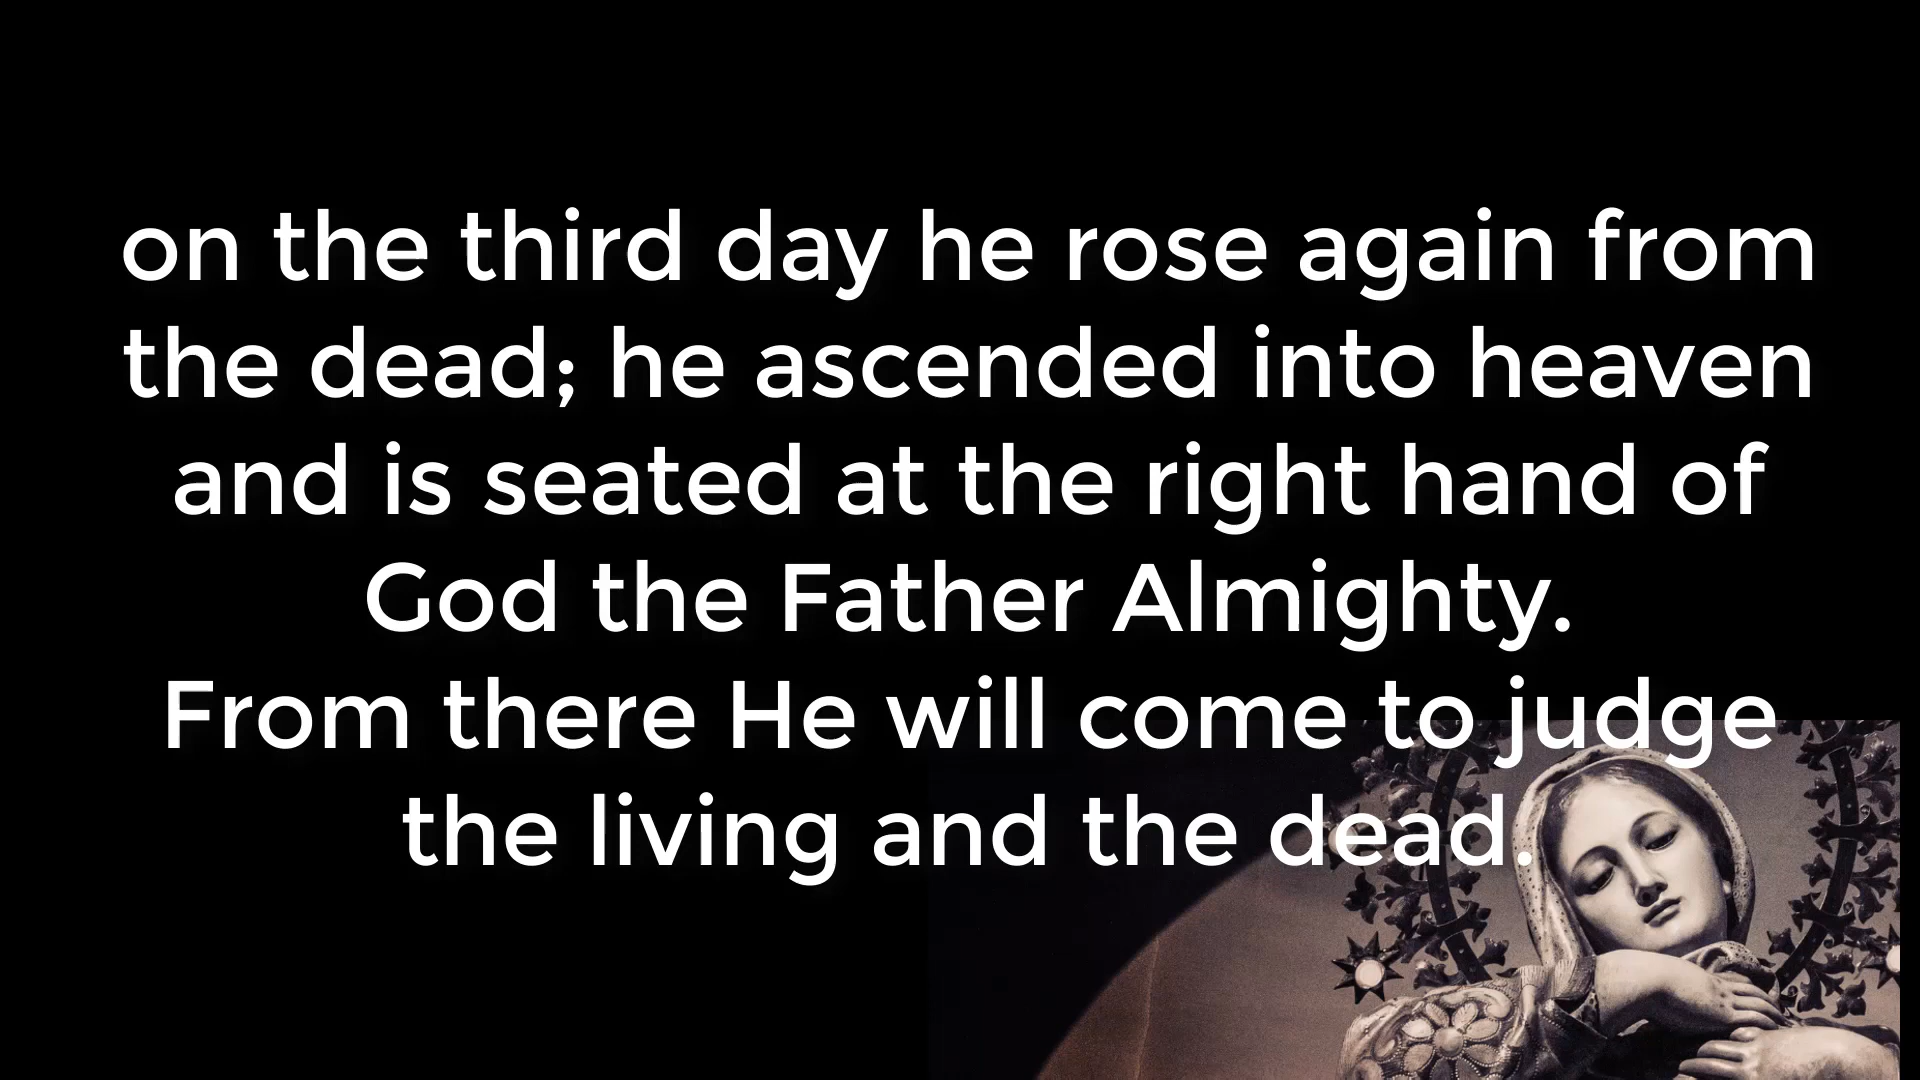 on the third day he rose again from
the dead; he ascended into heaven
and is seated at the right hand of
God the Father Almighty.
From there He will come to judge
the living and the dead.